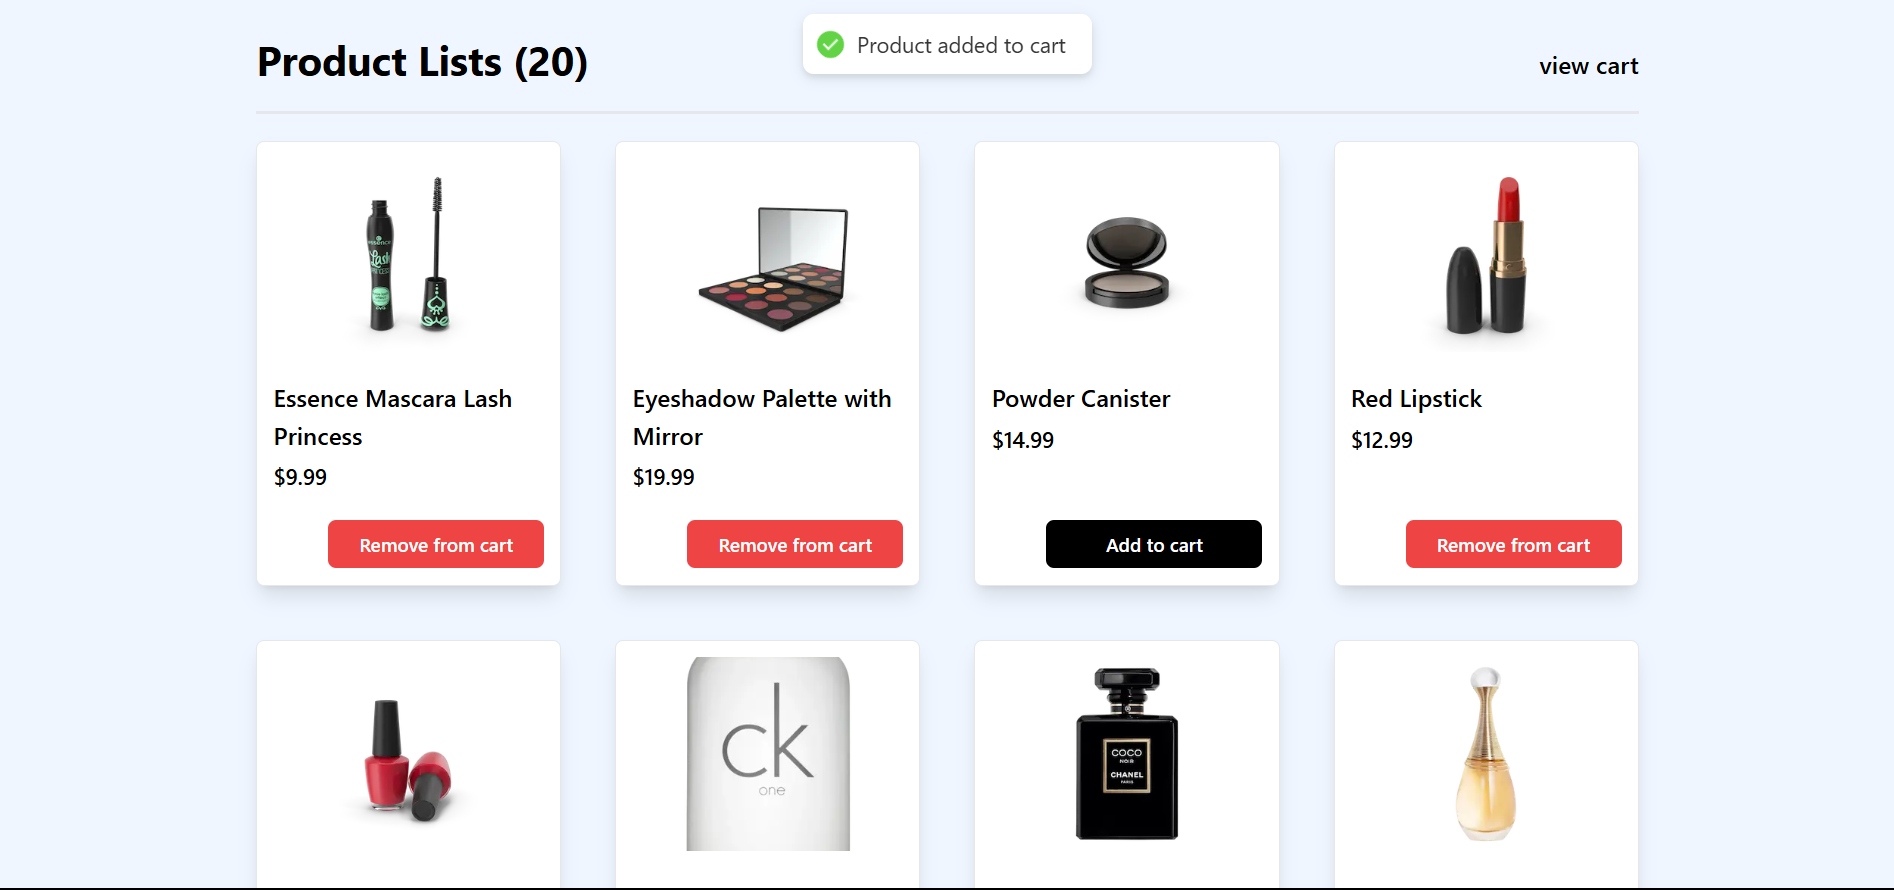 Product Lists (20)
Product added to cart
view cart
essence
Lash
PRINCESS
Essence Mascara Lash
Princess
$9.99
Remove from cart
Eyeshadow Palette with
Mirror
$19.99
Remove from cart
Powder Canister
$14.99
Add to cart
Red Lipstick
$12.99
Remove from cart
ck
one
COCO
NOIR
CHANEL
PARIS